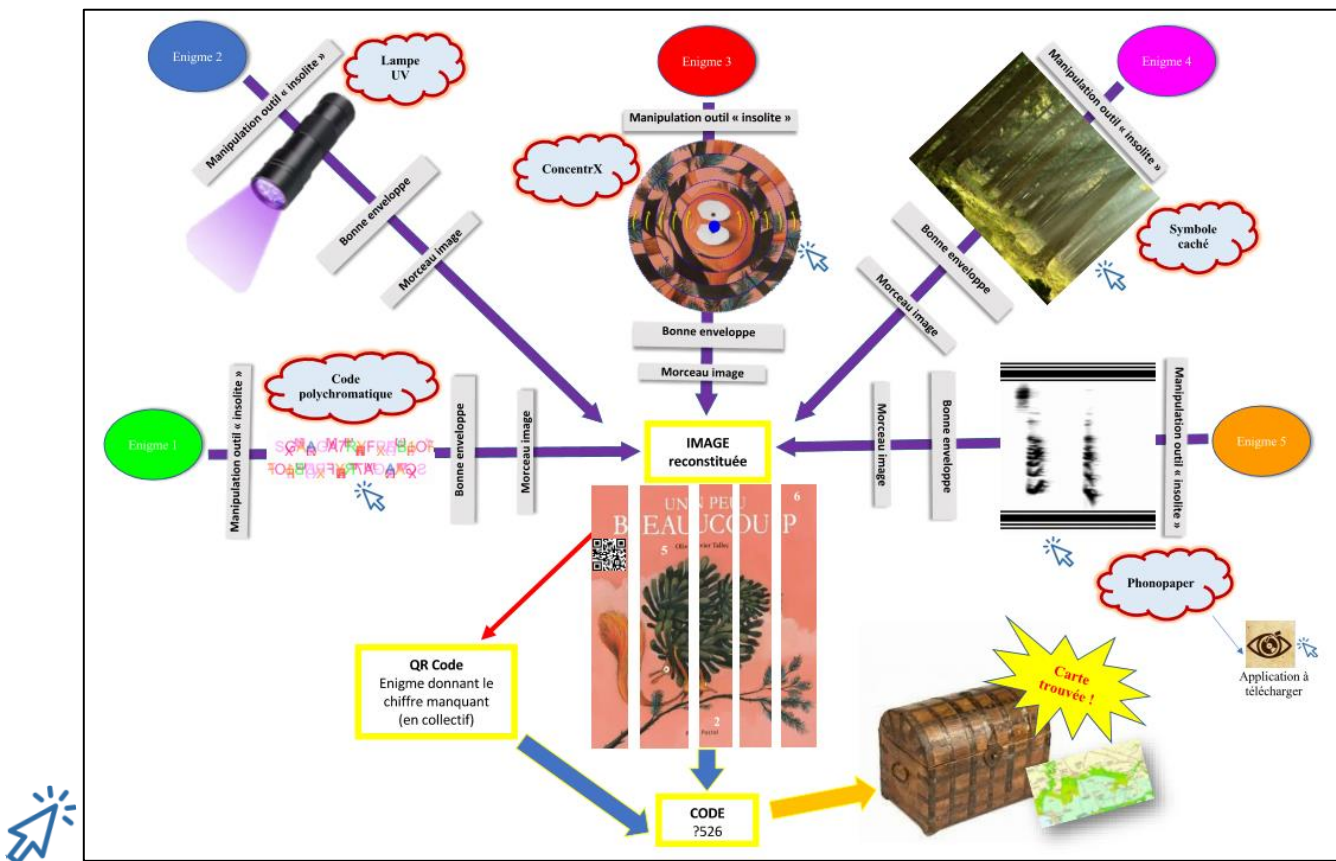 Enigme 2
Manipulation outil « insolite »
Lampe
UV
Bonne enveloppe
Morceau image
Enigme 3
Manipulation outil « insolite »
ConcentrX
Bonne enveloppe
Morceau image
Enigme 4
Manipulation outil « insolite »
Symbole
caché
Bonne enveloppe
Morceau image
Enigme 1
Manipulation outil « insolite »
Code
polychromatique
Bonne enveloppe
Morceau image
IMAGE
reconstituée
Morceau image
Bonne enveloppe
Manipulation outil « insolite »
Enigme 5
Phonopaper
Application à
télécharger
6
5
2
QR Code
Enigme donnant le
chiffre manquant
(en collectif)
CODE
?526
Carte
trouvée !